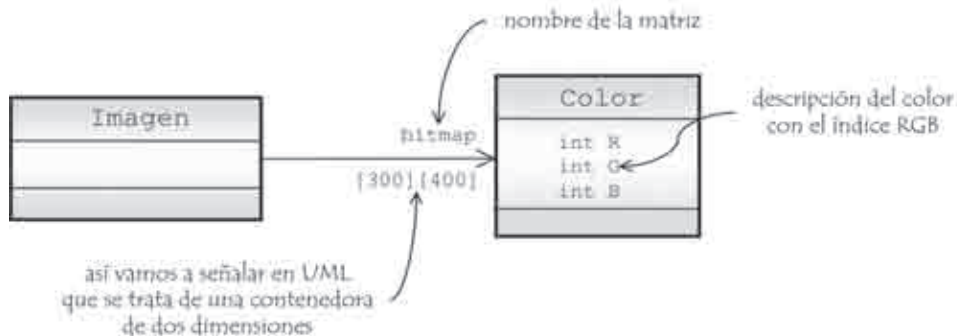 nombre de la matriz
Imagen
Color
bitmap
descripción del color
con el índice RGB
int R
int G
int B
[300][400]
así vamos a señalar en UML
que se trata de una contenedora
de dos dimensiones